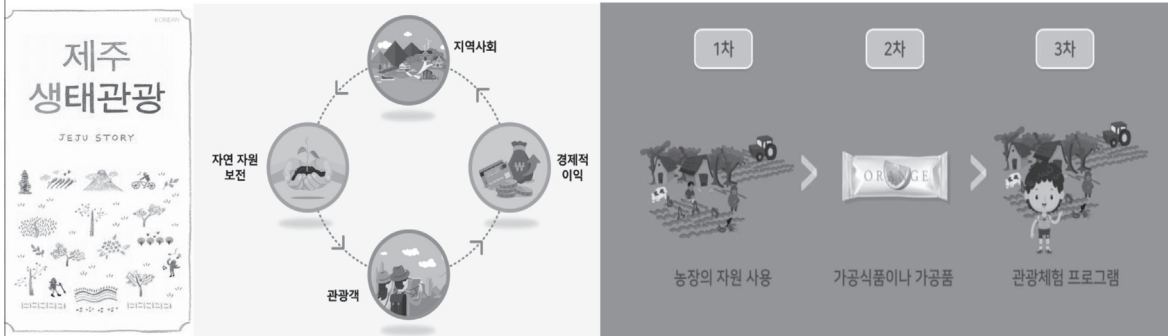 KOREAN
제주
생태관광
JEJU STORY
지역사회
자연 자원
보전
경제적
이익
관광객
1차
2차
3차
ORANGE
농장의 자원 사용
가공식품이나 가공품
관광체험 프로그램